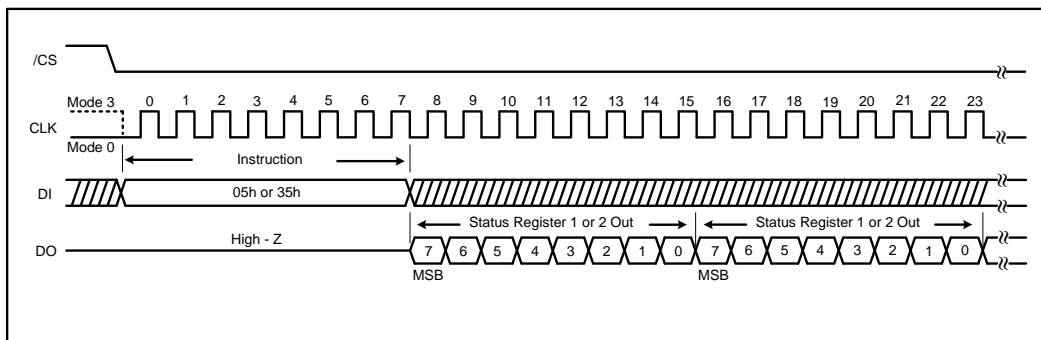 /CS
Mode 3 0 1 2 3 4 5 6 7 8 9 10 11 12 13 14 15 16 17 18 19 20 21 22 23
CLK
Mode 0
Instruction
DI 05h or 35h
Status Register 1 or 2 Out Status Register 1 or 2 Out
High - Z
DO 7 6 5 4 3 2 1 0 7 6 5 4 3 2 1 0
MSB MSB